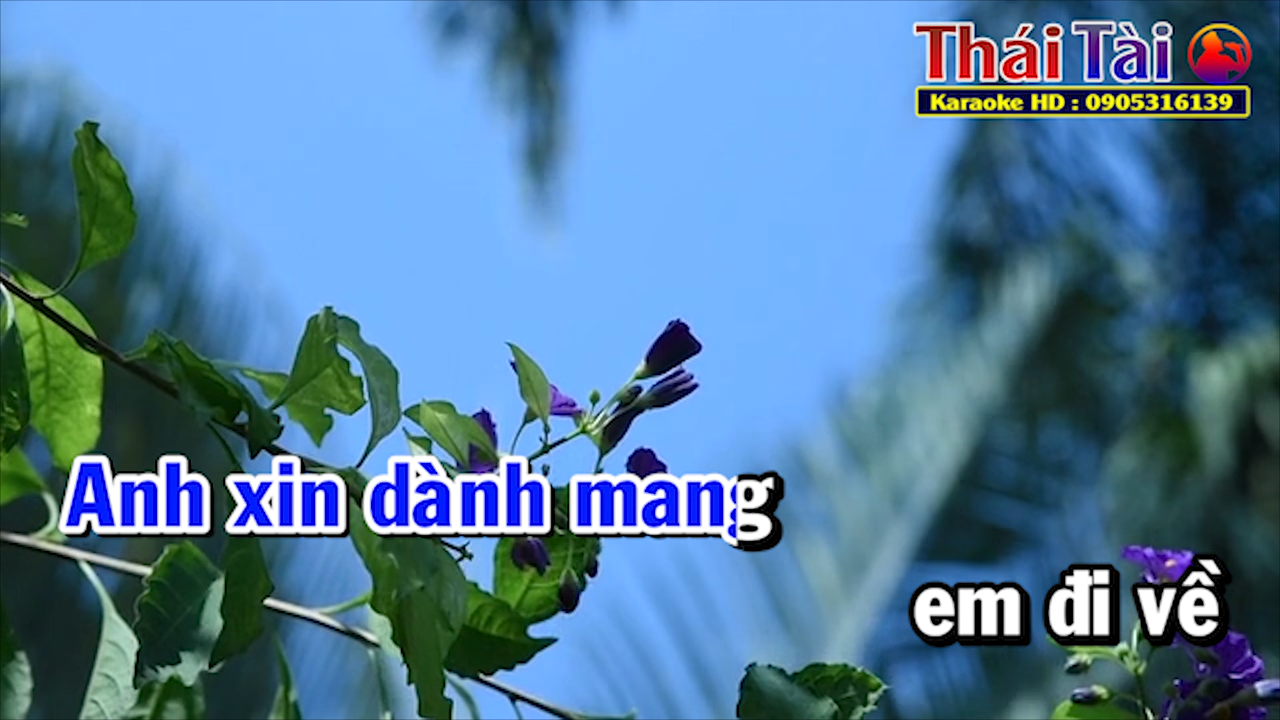 Thái Tài
Karaoke HD : 0905316139
Anh xin dành mang
em đi về